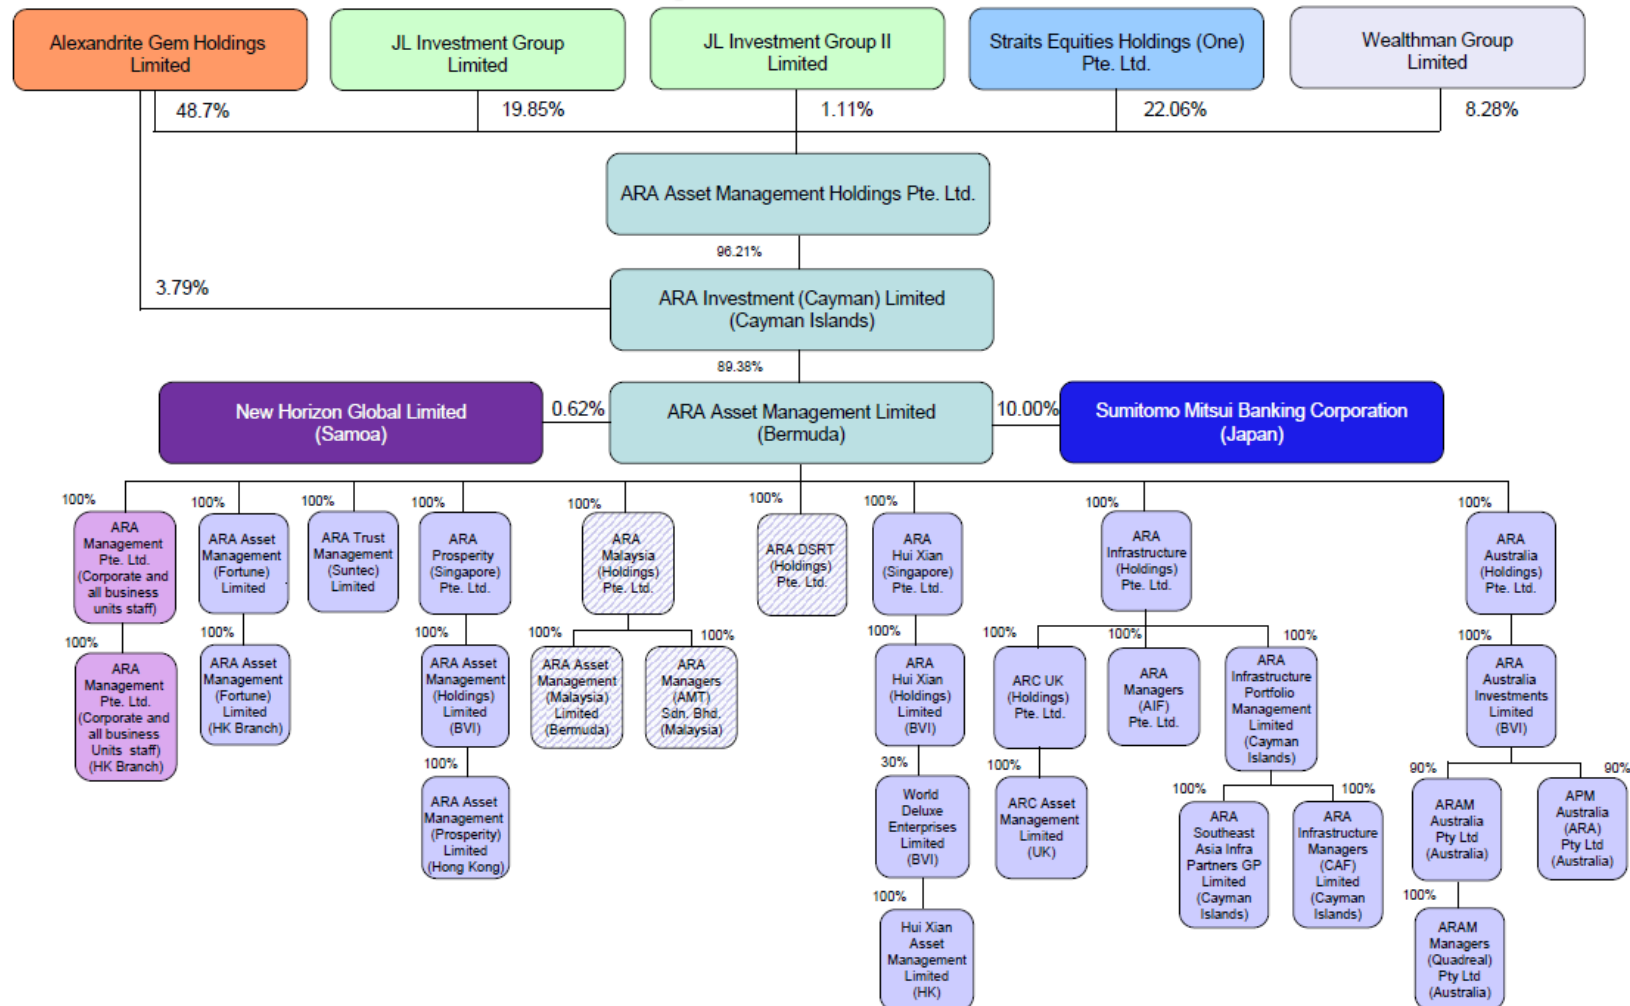 Alexandrite Gem Holdings
Limited
JL Investment Group
Limited
JL Investment Group II
Limited
Straits Equities Holdings (One)
Pte. Ltd.
Wealthman Group
Limited
48.7%
19.85%
1.11%
22.06%
8.28%
ARA Asset Management Holdings Pte. Ltd.
96.21%
3.79%
ARA Investment (Cayman) Limited
(Cayman Islands)
89.38%
New Horizon Global Limited
(Samoa)
0.62%
ARA Asset Management Limited
(Bermuda)
10.00%
Sumitomo Mitsui Banking Corporation
(Japan)
100%
100%
100%
100%
100%
100%
100%
100%
100%
ARA
Management
Pte. Ltd.
(Corporate and
all business
units staff)
ARA Asset
Management
(Fortune)
Limited
ARA Trust
Management
(Suntec)
Limited
ARA
Prosperity
(Singapore)
Pte. Ltd.
ARA
Malaysia
(Holdings)
Pte. Ltd.
ARA DSRT
(Holdings)
Pte. Ltd.
ARA
Hui Xian
(Singapore)
Pte. Ltd.
ARA
Infrastructure
(Holdings)
Pte. Ltd.
ARA
Australia
(Holdings)
Pte. Ltd.
100%
100%
100%
100%
100%
100%
100%
100%
100%
100%
ARA
Management
Pte. Ltd.
(Corporate and
all business
Units staff)
(HK Branch)
ARA Asset
Management
(Fortune)
Limited
(HK Branch)
ARA Asset
Management
(Holdings)
Limited
(BVI)
ARA Asset
Management
(Malaysia)
Limited
(Bermuda)
ARA
Managers
(AMT)
Sdn. Bhd.
(Malaysia)
ARA
Hui Xian
(Holdings)
Limited
(BVI)
ARC UK
(Holdings)
Pte. Ltd.
ARA
Managers
(AIF)
Pte. Ltd.
ARA
Infrastructure
Portfolio
Management
Limited
(Cayman
Islands)
ARA
Australia
Investments
Limited
(BVI)
100%
30%
100%
100%
100%
90%
90%
ARA Asset
Management
(Prosperity)
Limited
(Hong Kong)
World
Deluxe
Enterprises
Limited
(BVI)
ARC Asset
Management
Limited
(UK)
ARA
Southeast
Asia Infra
Partners GP
Limited
(Cayman
Islands)
ARA
Infrastructure
Managers
(CAF)
Limited
(Cayman
Islands)
ARAM
Australia
Pty Ltd
(Australia)
APM
Australia
(ARA)
Pty Ltd
(Australia)
100%
100%
Hui Xian
Asset
Management
Limited
(HK)
ARAM
Managers
(Quadreal)
Pty Ltd
(Australia)